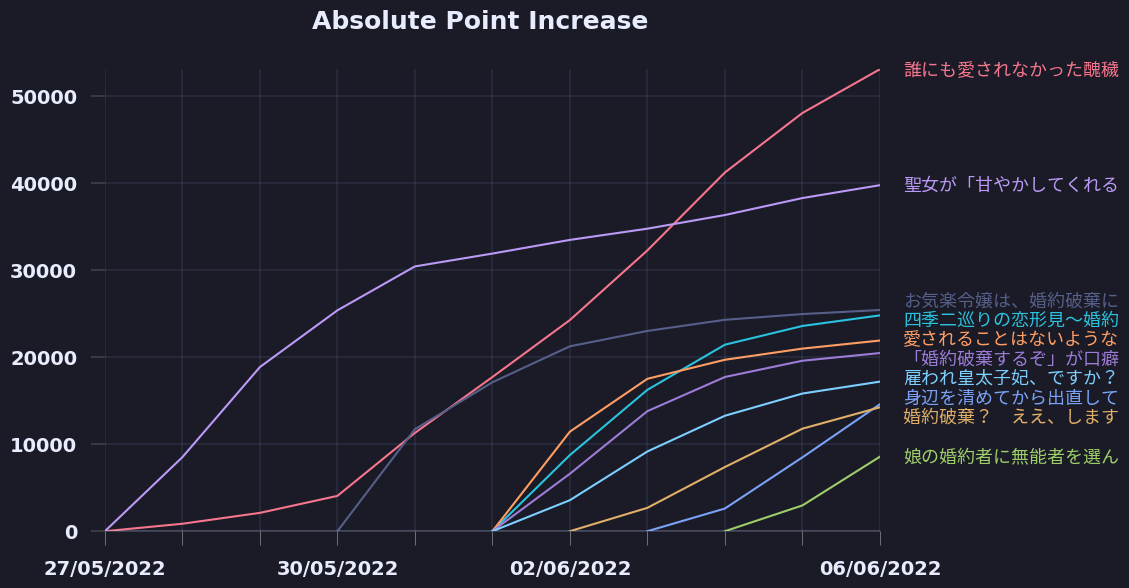 Absolute Point Increase
50000
40000
30000
20000
10000
0
27/05/2022
30/05/2022
02/06/2022
06/06/2022
誰にも愛されなかった醜穢
聖女が「甘やかしてくれる
お気楽令嬢は、婚約破棄に
四季二巡りの恋形見～婚約
愛されることはないような
「婚約破棄するぞ」が口癖
雇われ皇太子妃、ですか？
身辺を清めてから出直して
婚約破棄？　ええ、します
娘の婚約者に無能者を選ん